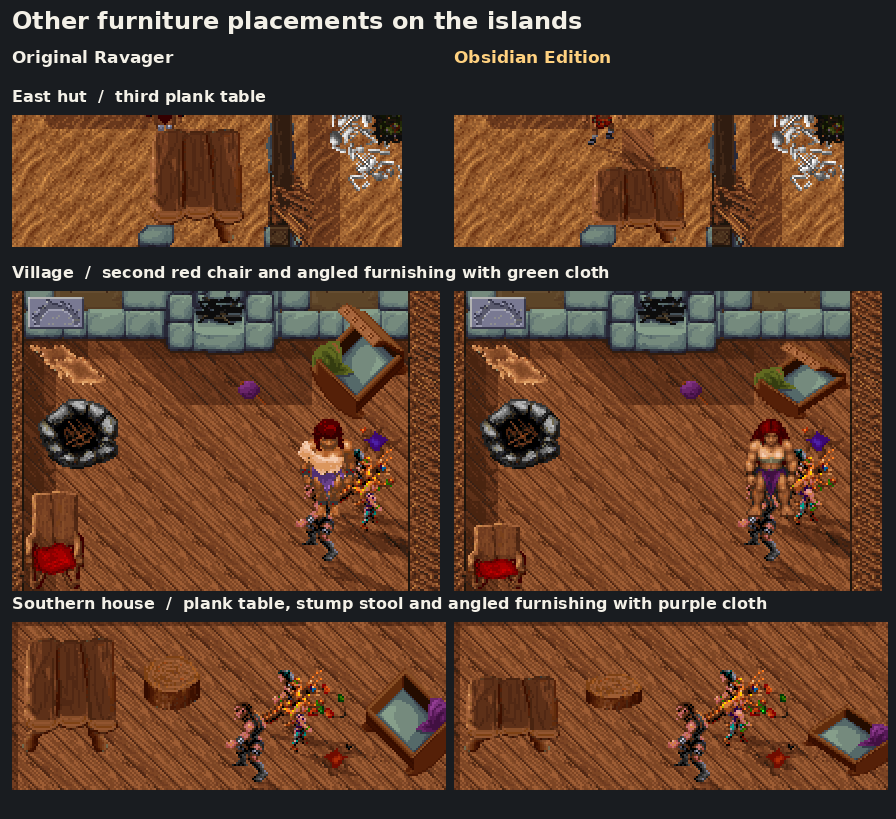 Other furniture placements on the islands
Original Ravager
Obsidian Edition
East hut / third plank table
Village / second red chair and angled furnishing with green cloth
Southern house / plank table, stump stool and angled furnishing with purple cloth